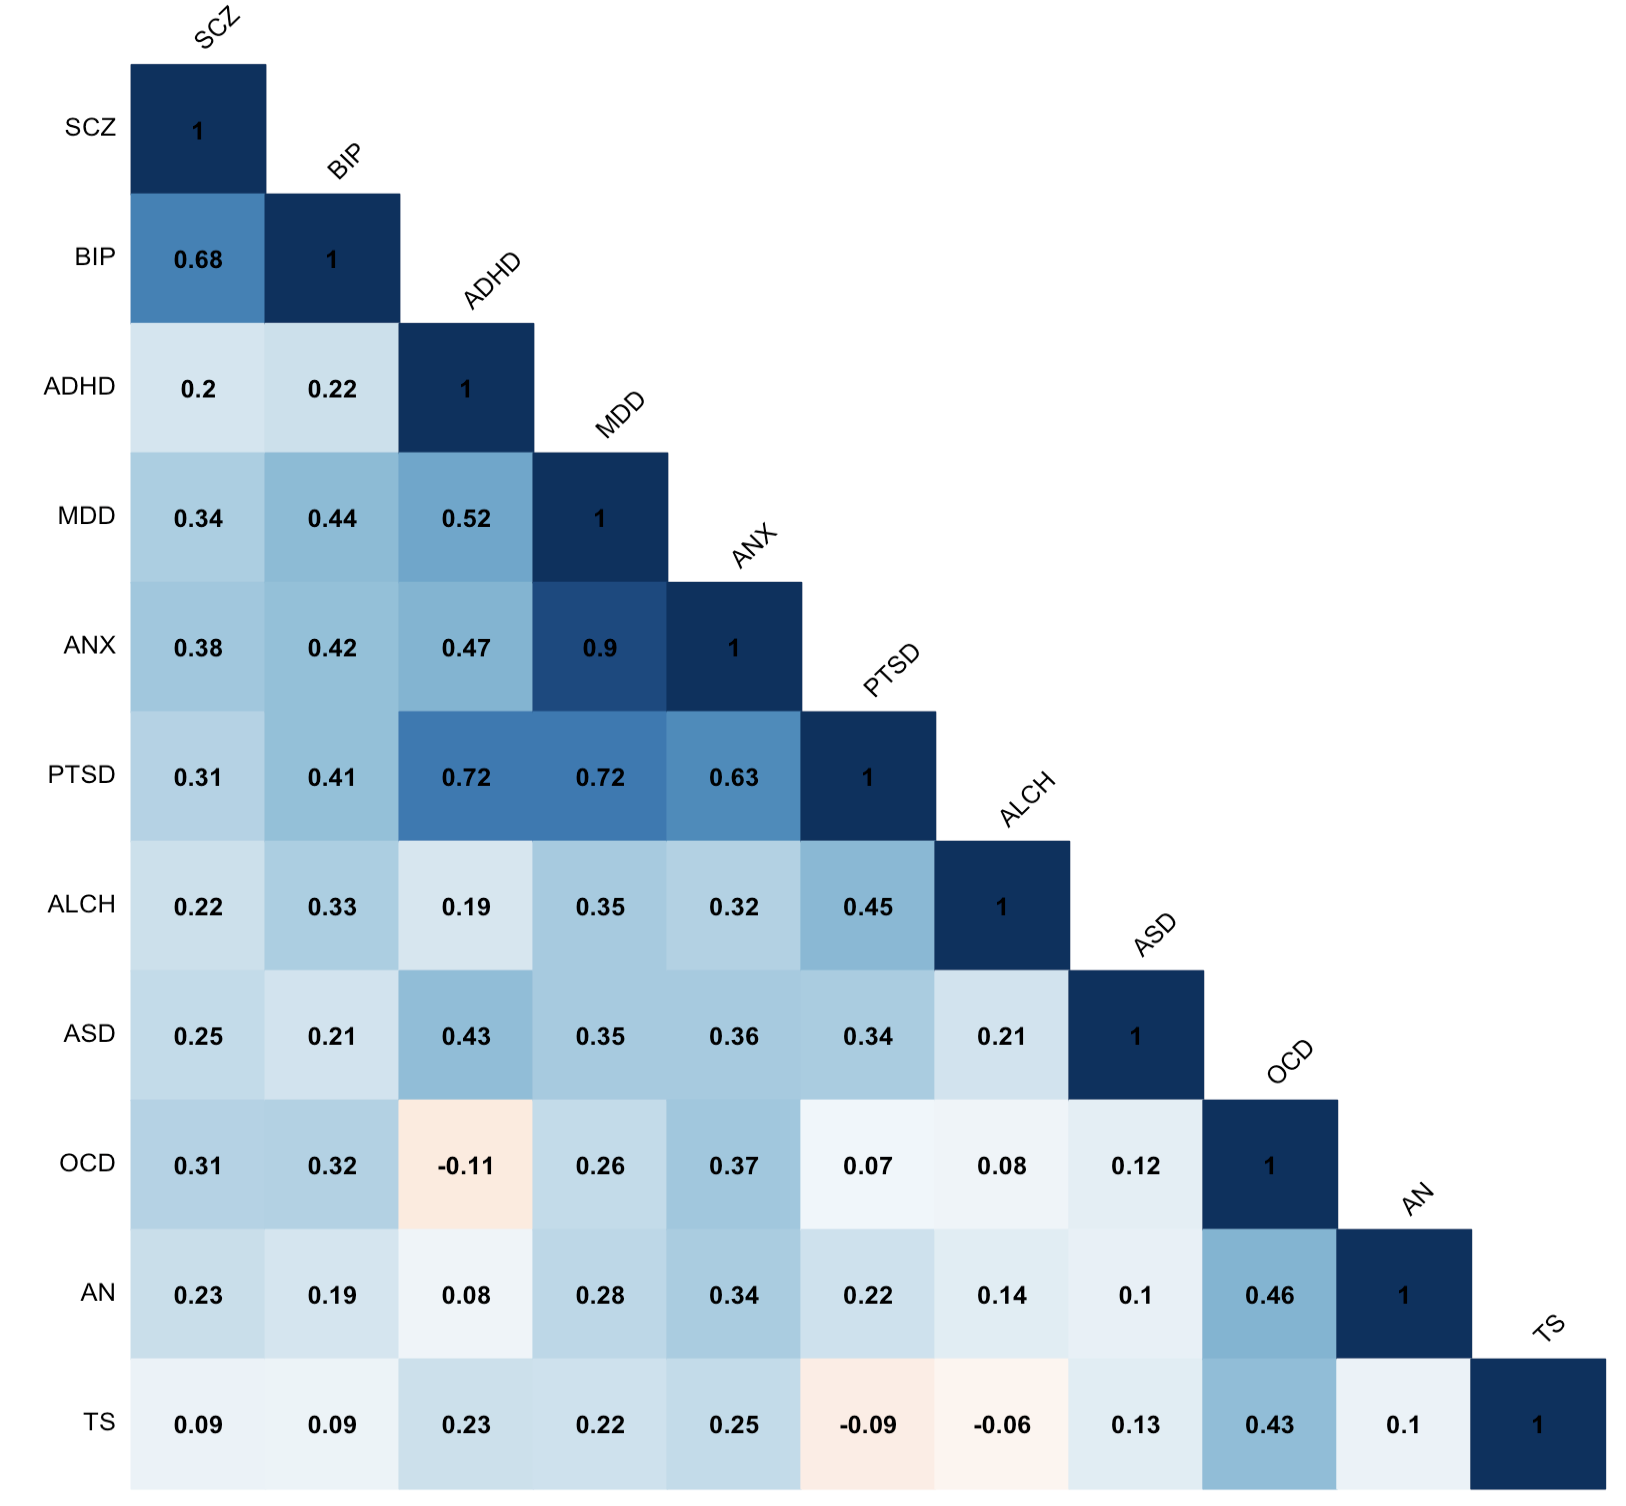 SCZ
SCZ 1
BIP
BIP 0.68 1
ADHD
ADHD 0.2 0.22 1
MDD
MDD 0.34 0.44 0.52 1
ANX
ANX 0.38 0.42 0.47 0.9 1
PTSD
PTSD 0.31 0.41 0.72 0.72 0.63 1
ALCH
ALCH 0.22 0.33 0.19 0.35 0.32 0.45 1
ASD
ASD 0.25 0.21 0.43 0.35 0.36 0.34 0.21 1
OCD
OCD 0.31 0.32 -0.11 0.26 0.37 0.07 0.08 0.12 1
AN
AN 0.23 0.19 0.08 0.28 0.34 0.22 0.14 0.1 0.46 1
TS
TS 0.09 0.09 0.23 0.22 0.25 -0.09 -0.06 0.13 0.43 0.1 1